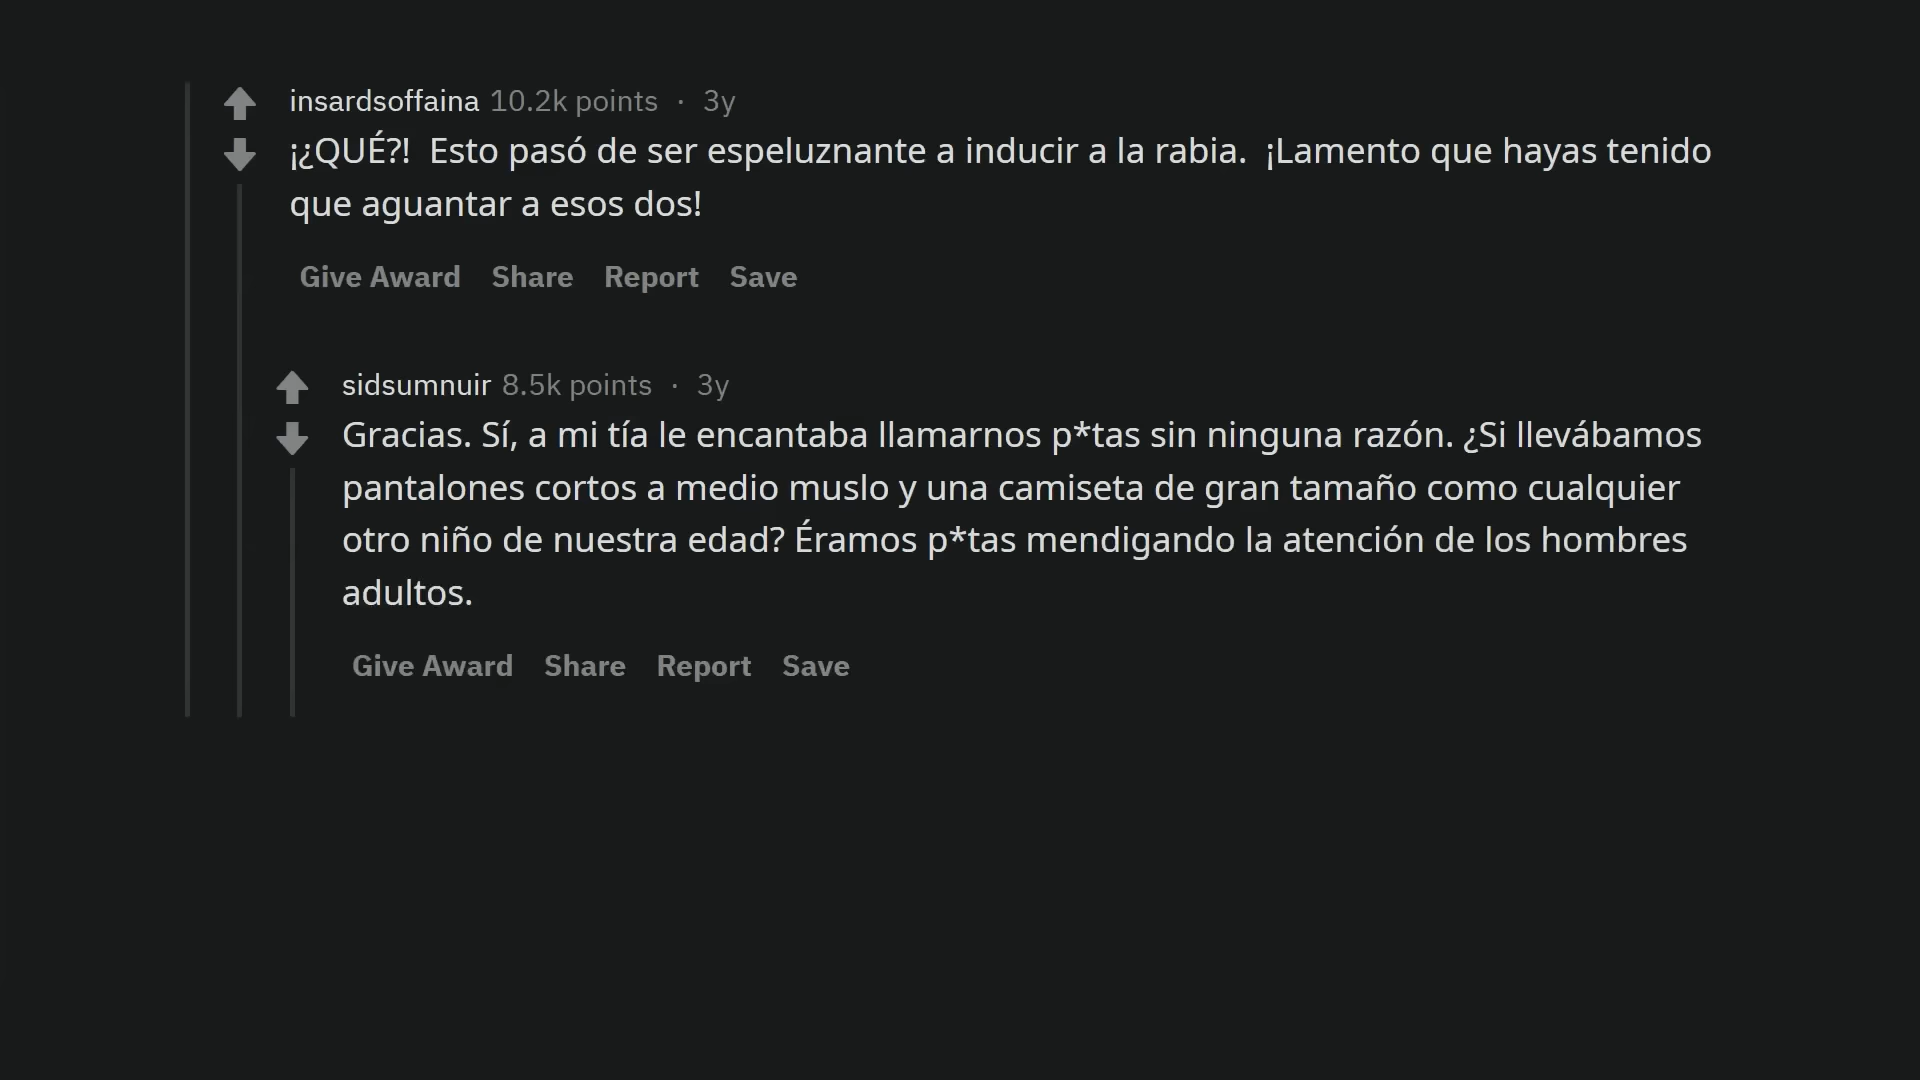 insardsoffaina 10.2k points · 3y
¡¿QUÉ?! Esto pasó de ser espeluznante a inducir a la rabia. ¡Lamento que hayas tenido
que aguantar a esos dos!
Give Award Share Report Save
sidsumnuir 8.5k points · 3y
Gracias. Sí, a mi tía le encantaba llamarnos p*tas sin ninguna razón. ¿Si llevábamos
pantalones cortos a medio muslo y una camiseta de gran tamaño como cualquier
otro niño de nuestra edad? Éramos p*tas mendigando la atención de los hombres
adultos.
Give Award Share Report Save